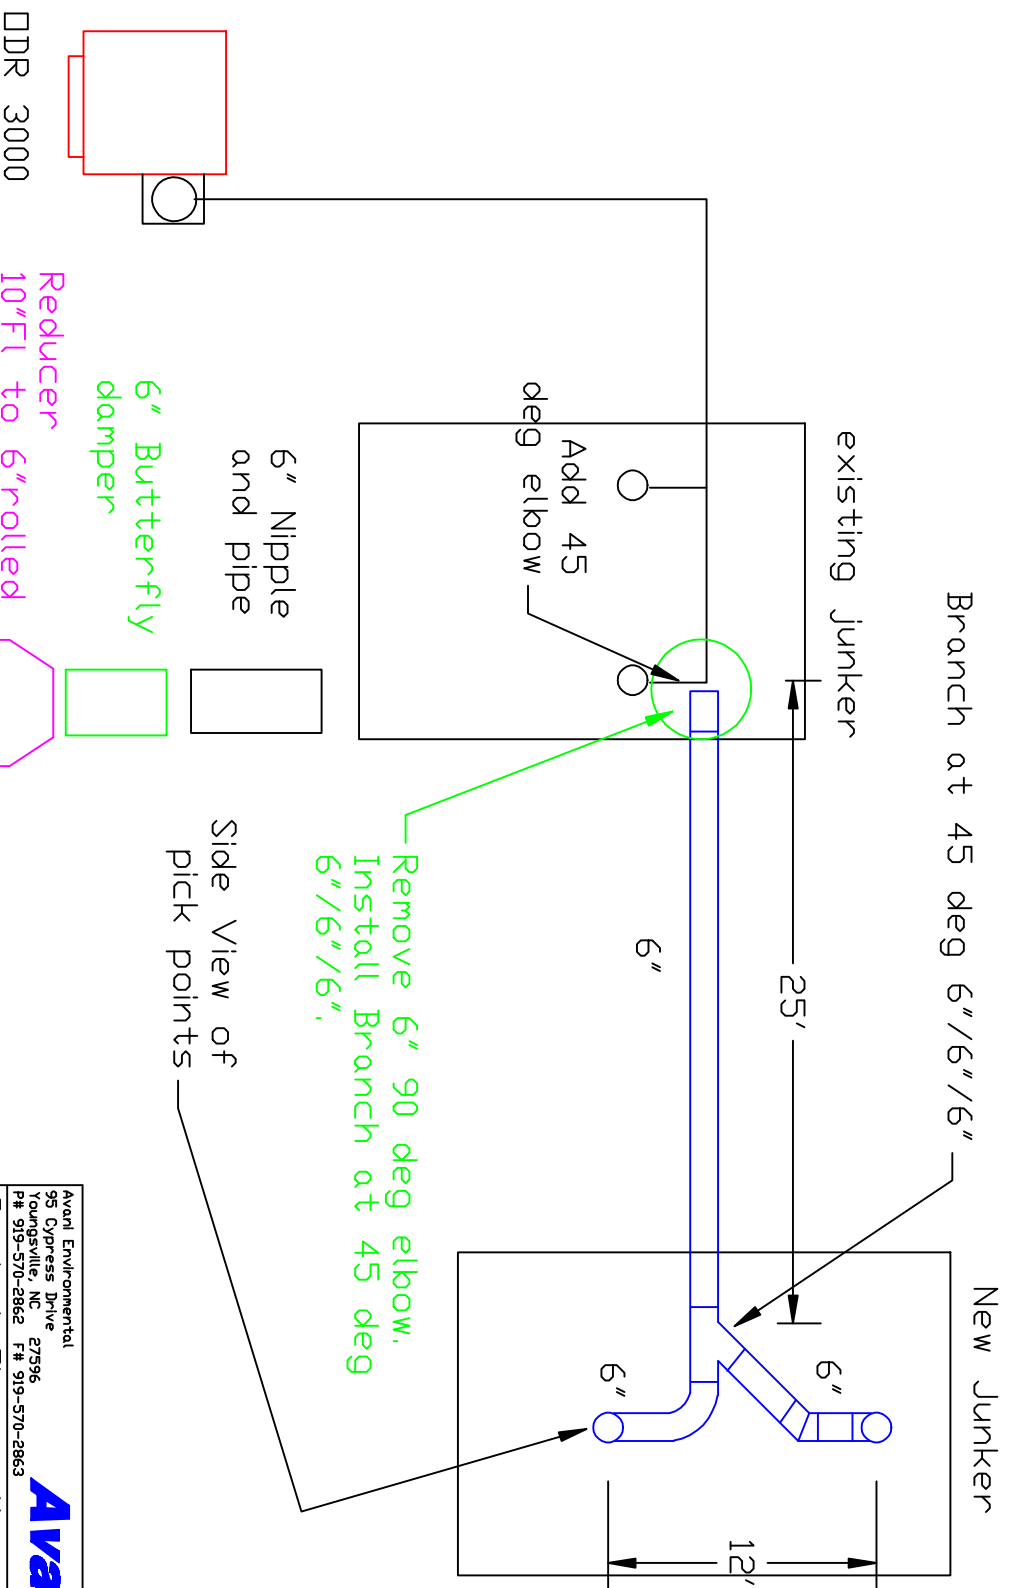 New Junker
Branch at 45 deg 6"/6"/6"
existing junker
25'
12'
6"
6"
6"
Add 45
deg elbow
Remove 6" 90 deg elbow.
Install Branch at 45 deg
6"/6"/6".
6" Nipple
and pipe
Side View of
pick points
6" Butterfly
damper
Reducer
10"Fl to 6"rolled
DDR 3000
Avani Environmental
95 Cypress Drive
Youngsville, NC 27596
P# 919-570-2862 F# 919-570-2863